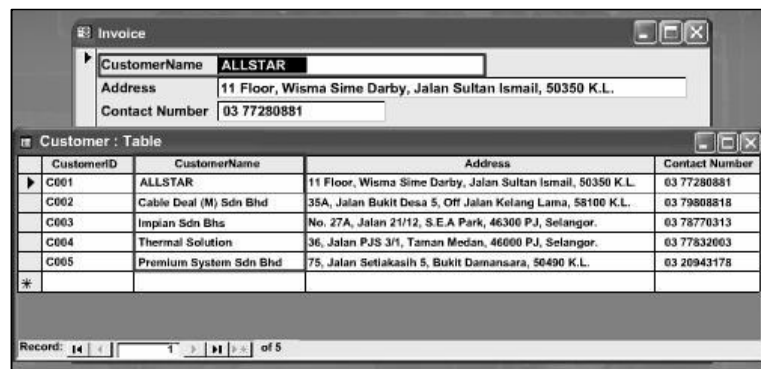 Invoice
CustomerName ALLSTAR
Address 11 Floor, Wisma Sime Darby, Jalan Sultan Ismail, 50350 K.L.
Contact Number 03 77280881
Customer : Table
CustomerID CustomerName Address Contact Number
C001 ALLSTAR 11 Floor, Wisma Sime Darby, Jalan Sultan Ismail, 50350 K.L. 03 77280881
C002 Cable Deal (M) Sdn Bhd 35A, Jalan Bukit Desa 5, Off Jalan Kelang Lama, 58100 K.L. 03 79808818
C003 Impian Sdn Bhs No. 27A, Jalan 21/12, S.E.A Park, 46300 PJ, Selangor. 03 78770313
C004 Thermal Solution 36, Jalan PJS 3/1, Taman Medan, 46000 PJ, Selangor. 03 77832003
C005 Premium System Sdn Bhd 75, Jalan Setiakasih 5, Bukit Damansara, 50490 K.L. 03 20943178
Record: 1 of 5